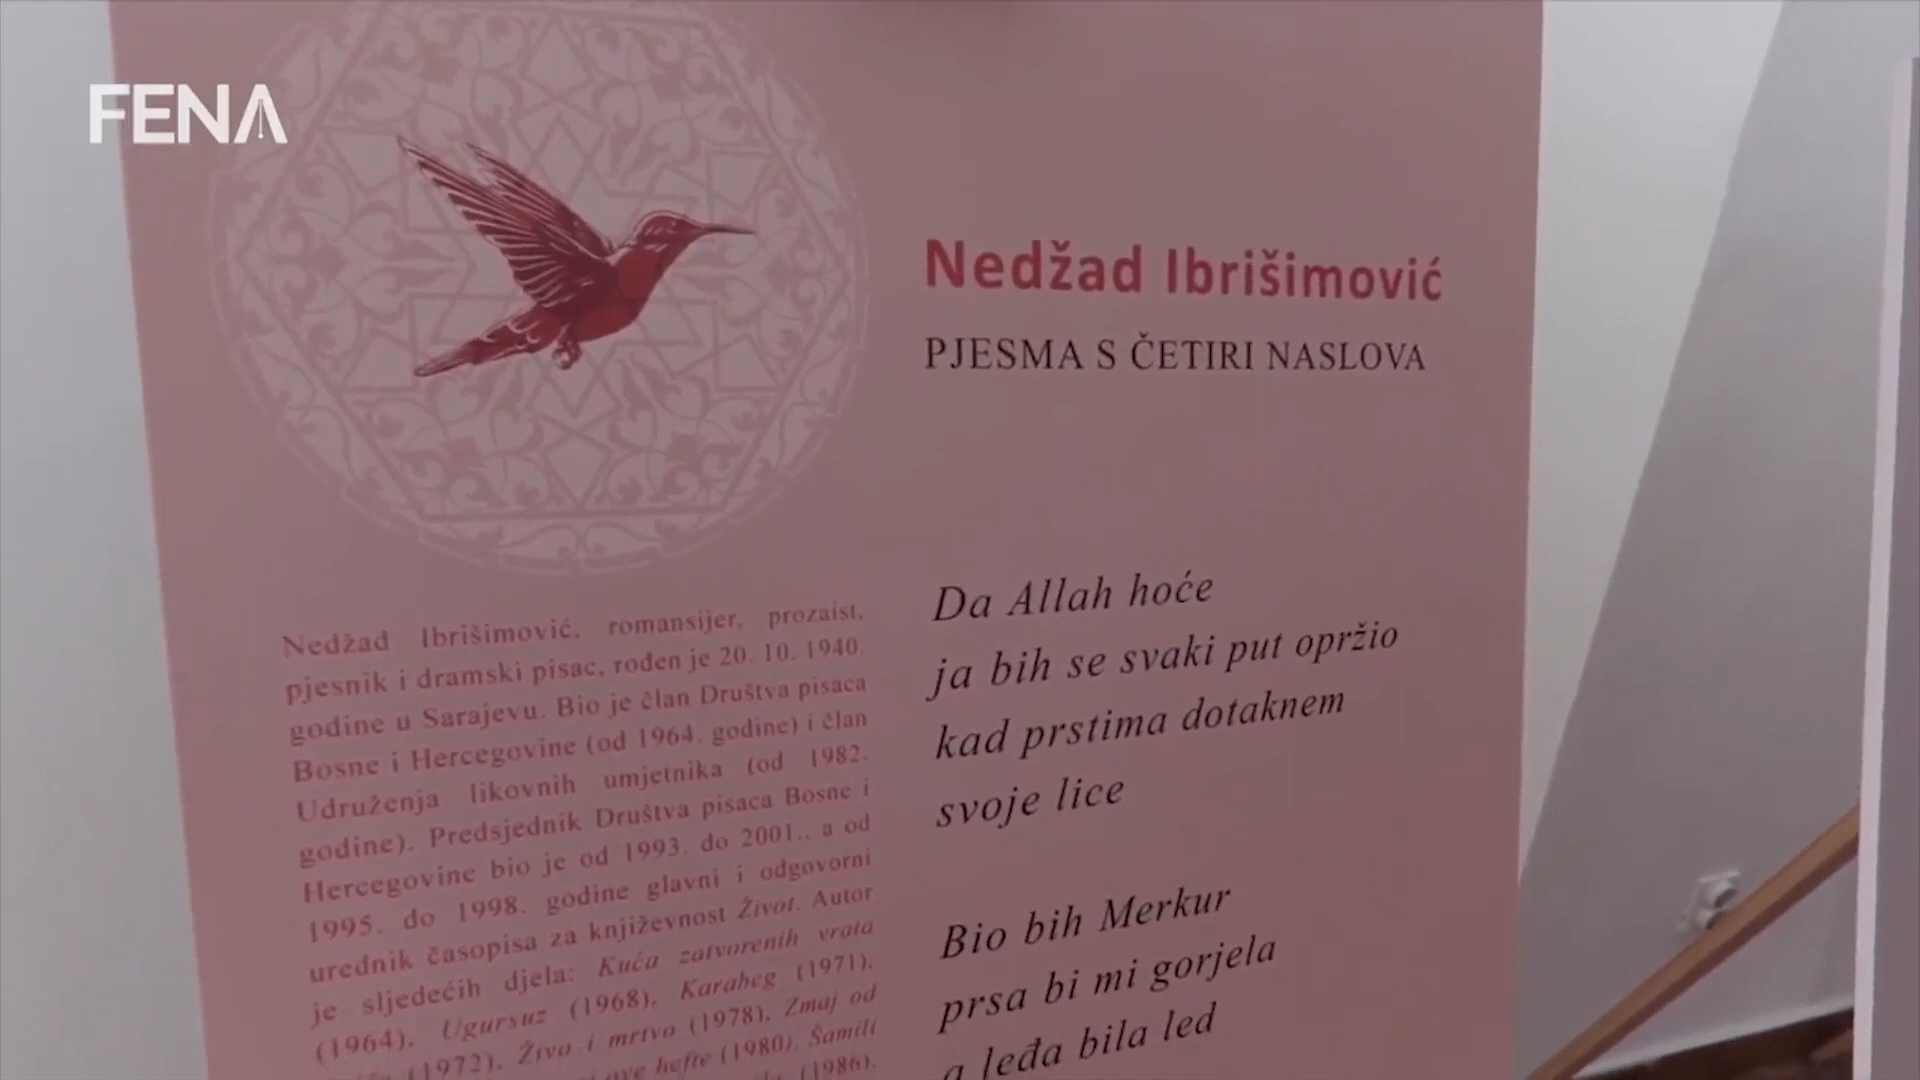 FENA
Nedžad Ibrišimović
PJESMA S ČETIRI NASLOVA
Nedžad Ibrišimović, romansijer, prozaist,
pjesnik i dramski pisac, rođen je 20. 10. 1940.
godine u Sarajevu. Bio je član Društva pisaca
Bosne i Hercegovine (od 1964. godine) i član
Udruženja likovnih umjetnika (od 1982.
godine). Predsjednik Društva pisaca Bosne i
Hercegovine bio je od 1993. do 2001., a od
1995. do 1998. godine glavni i odgovorni
urednik časopisa za književnost Život. Autor
je sljedećih djela: Kuća zatvorenih vrata
(1964), Ugursuz (1968), Karabeg (1971),
(1972), Živo i mrtvo (1978), Zmaj od
hefte (1980), Šamili
(1986),
Da Allah hoće
ja bih se svaki put opržio
kad prstima dotaknem
svoje lice
Bio bih Merkur
prsa bi mi gorjela
a leđa bila led